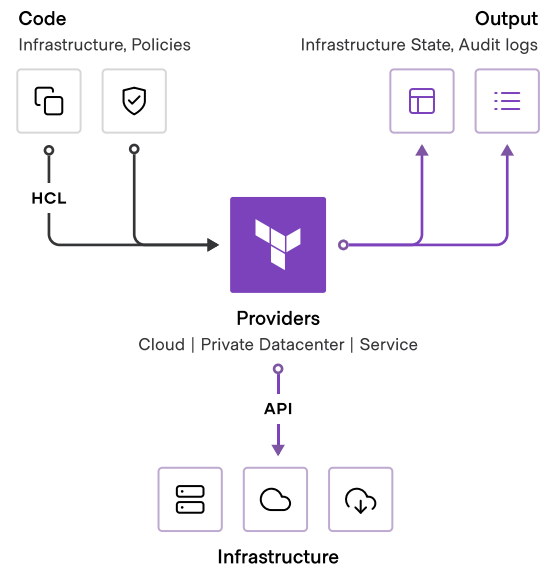 Code
Infrastructure, Policies
Output
Infrastructure State, Audit logs
HCL
Providers
Cloud | Private Datacenter | Service
API
Infrastructure